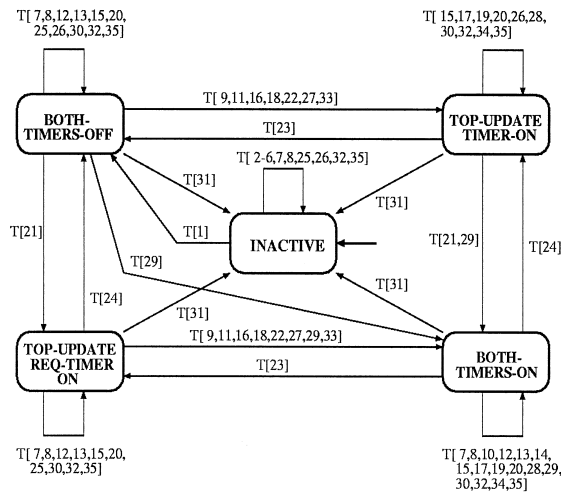 T[ 7,8,12,13,15,20,
25,26,30,32,35]
T[ 15,17,19,20,26,28,
30,32,34,35]
BOTH-
TIMERS-OFF
T[ 9,11,16,18,22,27,33]
TOP-UPDATE
TIMER-ON
T[23]
T[ 2-6,7,8,25,26,32,35]
T[31]
T[31]
T[21]
T[1]
INACTIVE
T[21,29]
T[24]
T[29]
T[31]
T[24]
T[31]
TOP-UPDATE
REQ-TIMER
ON
T[ 9,11,16,18,22,27,29,33]
T[23]
BOTH-
TIMERS-ON
T[ 7,8,12,13,15,20,
25,30,32,35]
T[ 7,8,10,12,13,14,
15,17,19,20,28,29,
30,32,34,35]